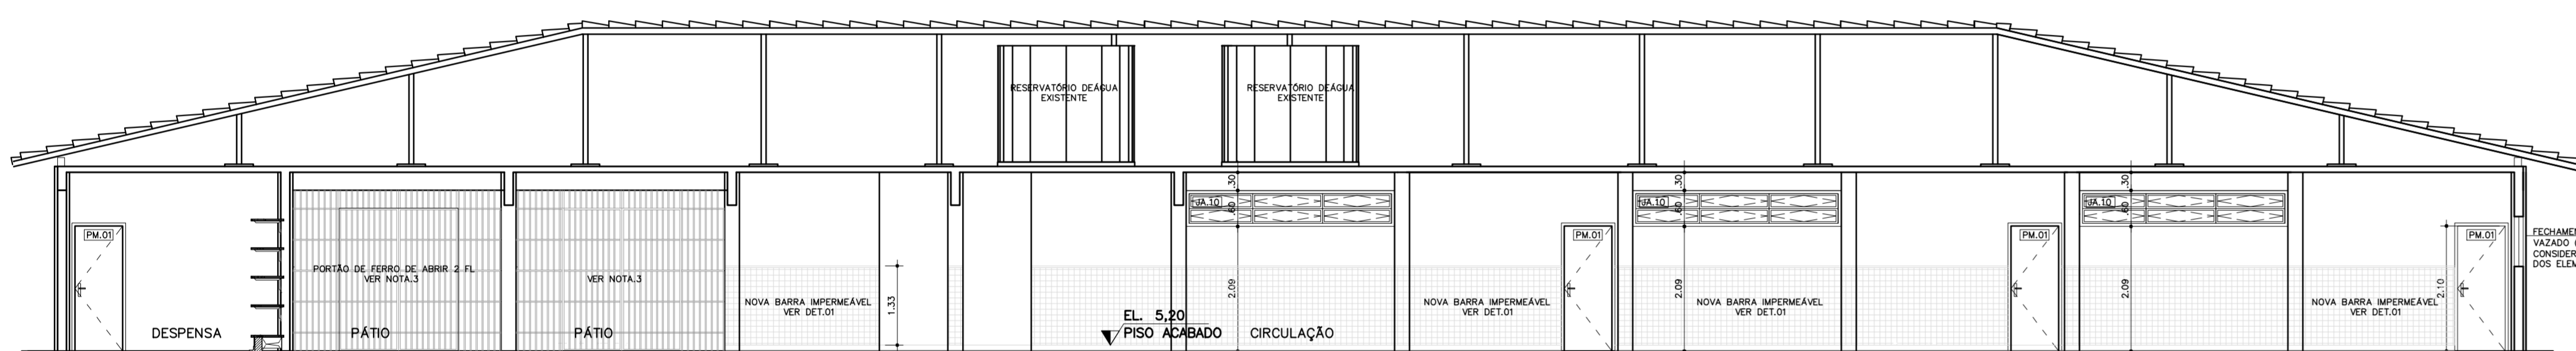 RESERVATÓRIO DEÁGUA
EXISTENTE
RESERVATÓRIO DEÁGUA
EXISTENTE
.30
.30
.30
JA.10
.60
JA.10
.60
JA.10
.60
PM.01
PM.01
PM.01
PM.01
FECHAMEN
VAZADO
CONSIDER
DOS ELEM
PORTÃO DE FERRO DE ABRIR 2 FL
VER NOTA.3
VER NOTA.3
NOVA BARRA IMPERMEÁVEL
VER DET.01
1.33
2.09
NOVA BARRA IMPERMEÁVEL
VER DET.01
2.09
NOVA BARRA IMPERMEÁVEL
VER DET.01
2.09
NOVA BARRA IMPERMEÁVEL
VER DET.01
2.10
EL. 5,20
PISO ACABADO
DESPENSA
PÁTIO
PÁTIO
CIRCULAÇÃO